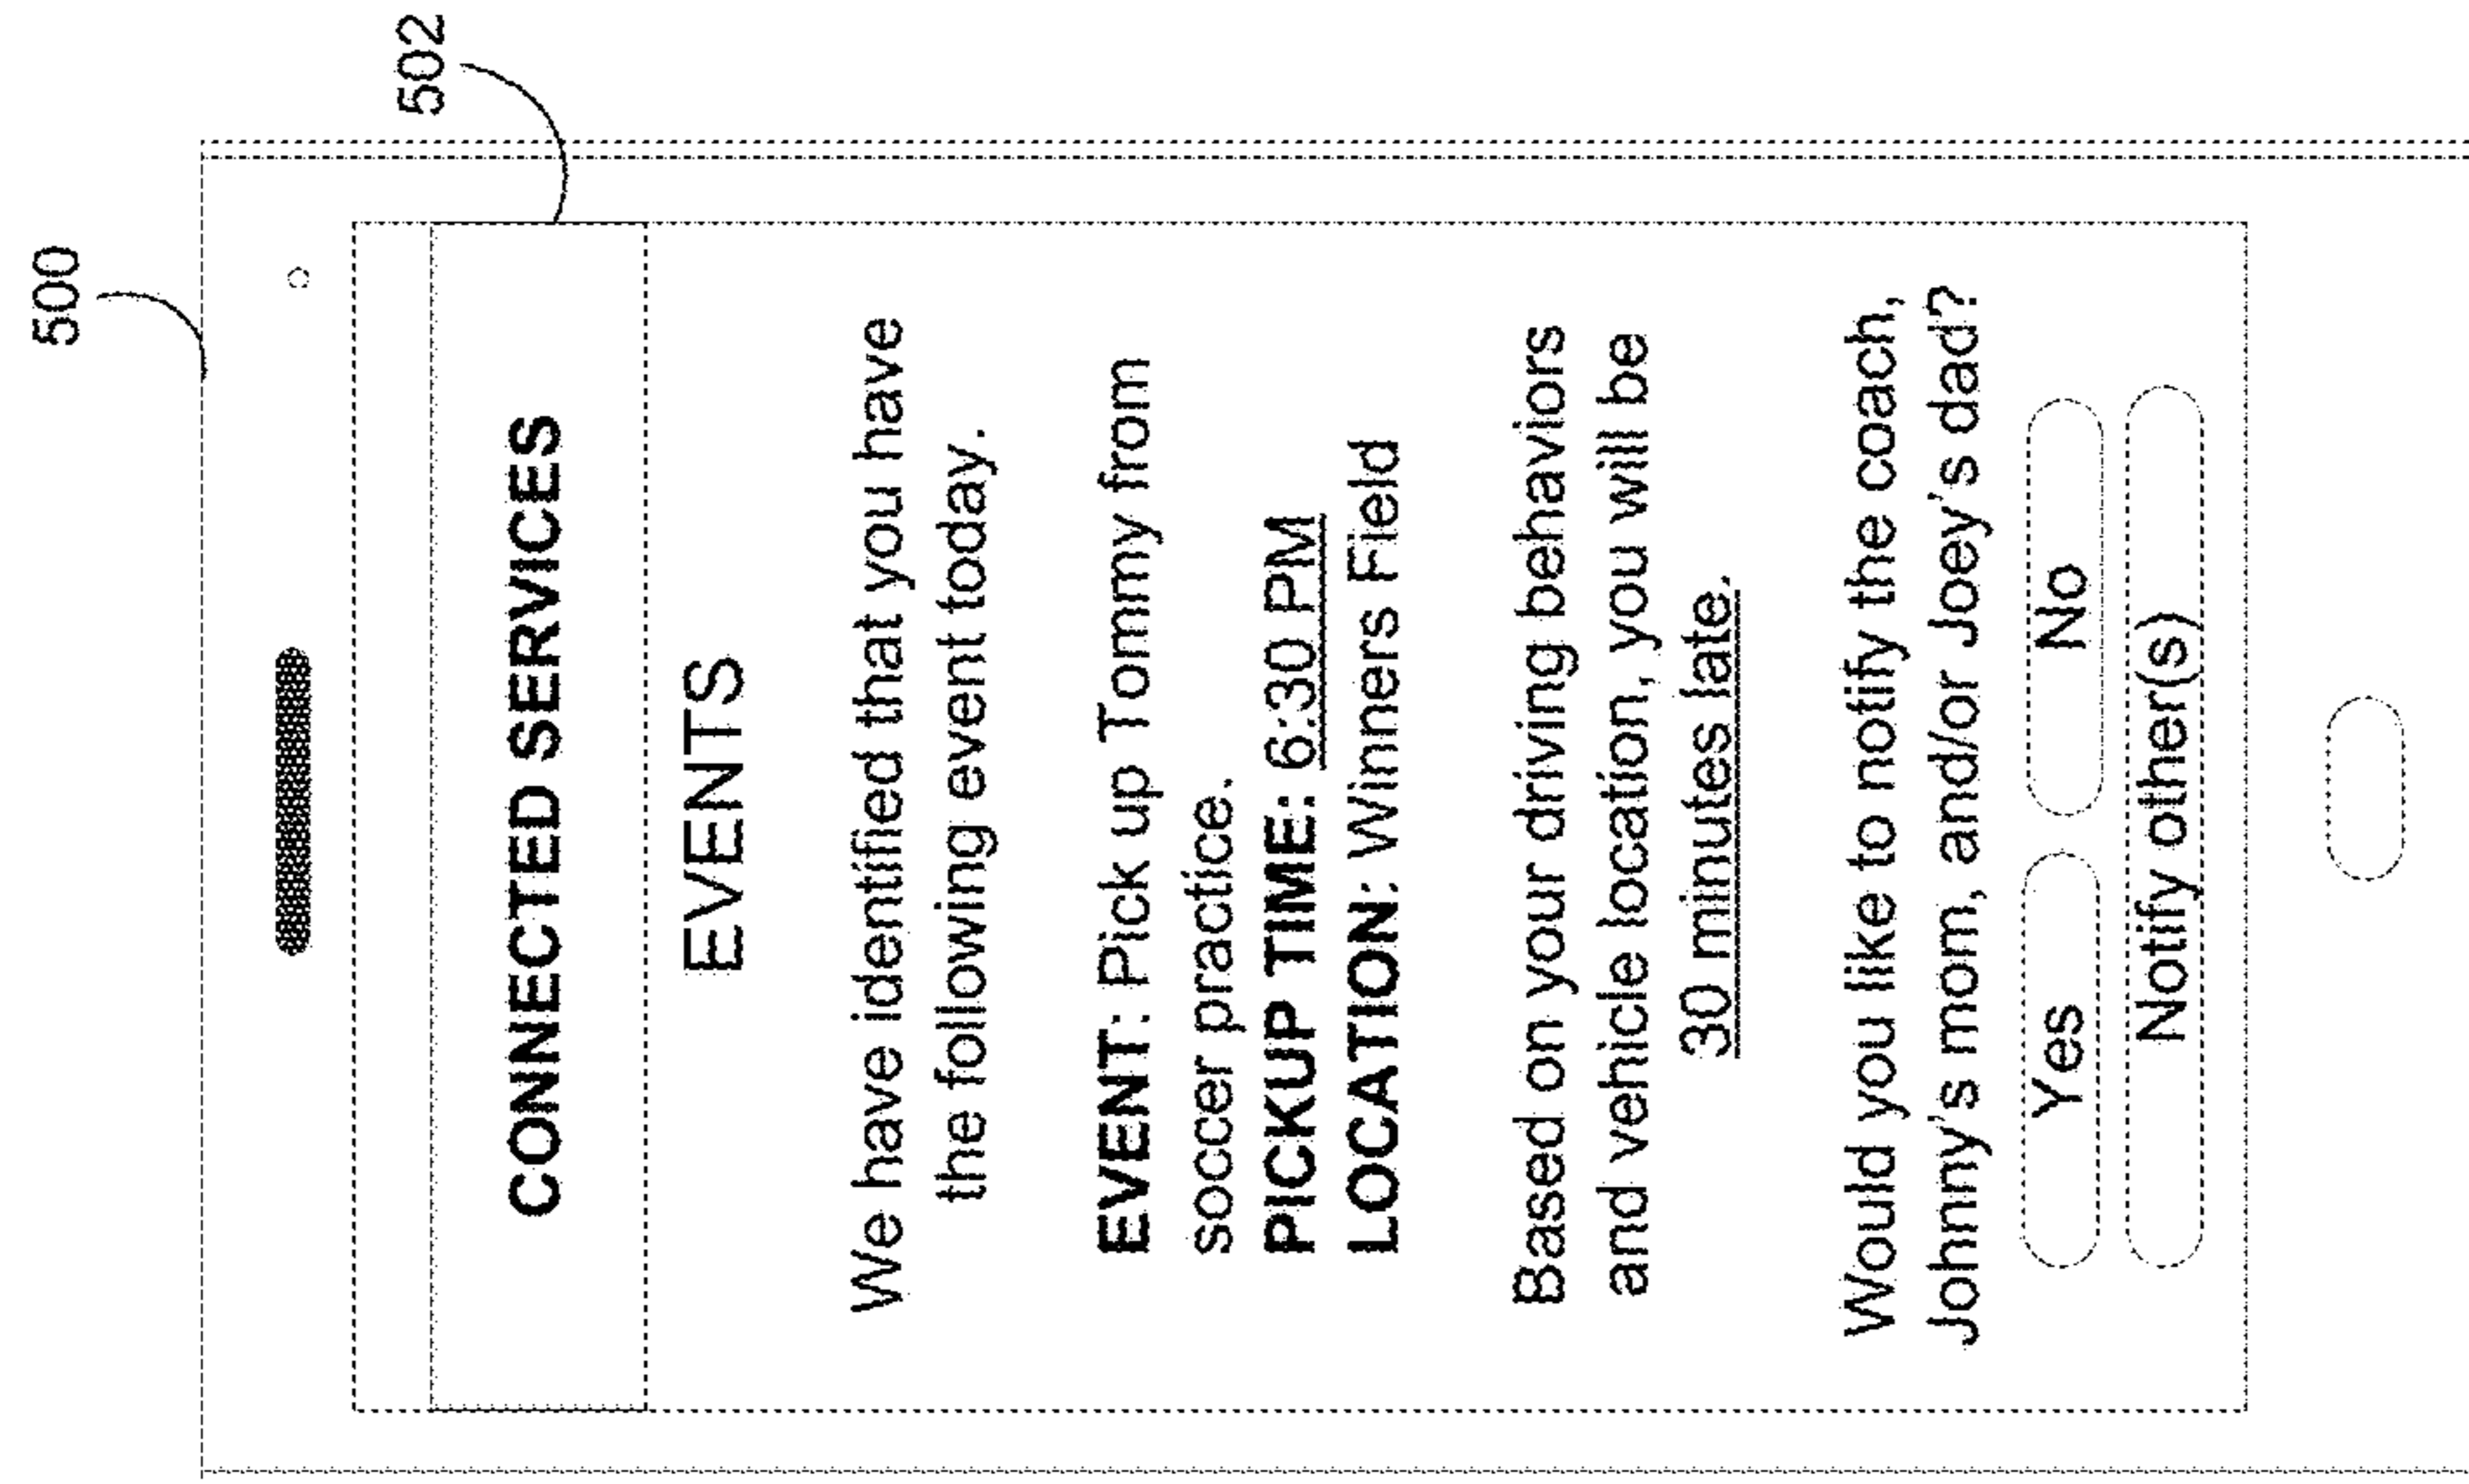 500
502
CONNECTED SERVICES
EVENTS
We have identified that you have
the following event today.
EVENT: Pick up Tommy from
soccer practice.
PICKUP TIME: 6:30 PM
LOCATION: Winners Field
Based on your driving behaviors
and vehicle location, you will be
30 minutes late.
Would you like to notify the coach,
Johnny's mom, and/or Joey's dad?
Yes No
Notify other(s)